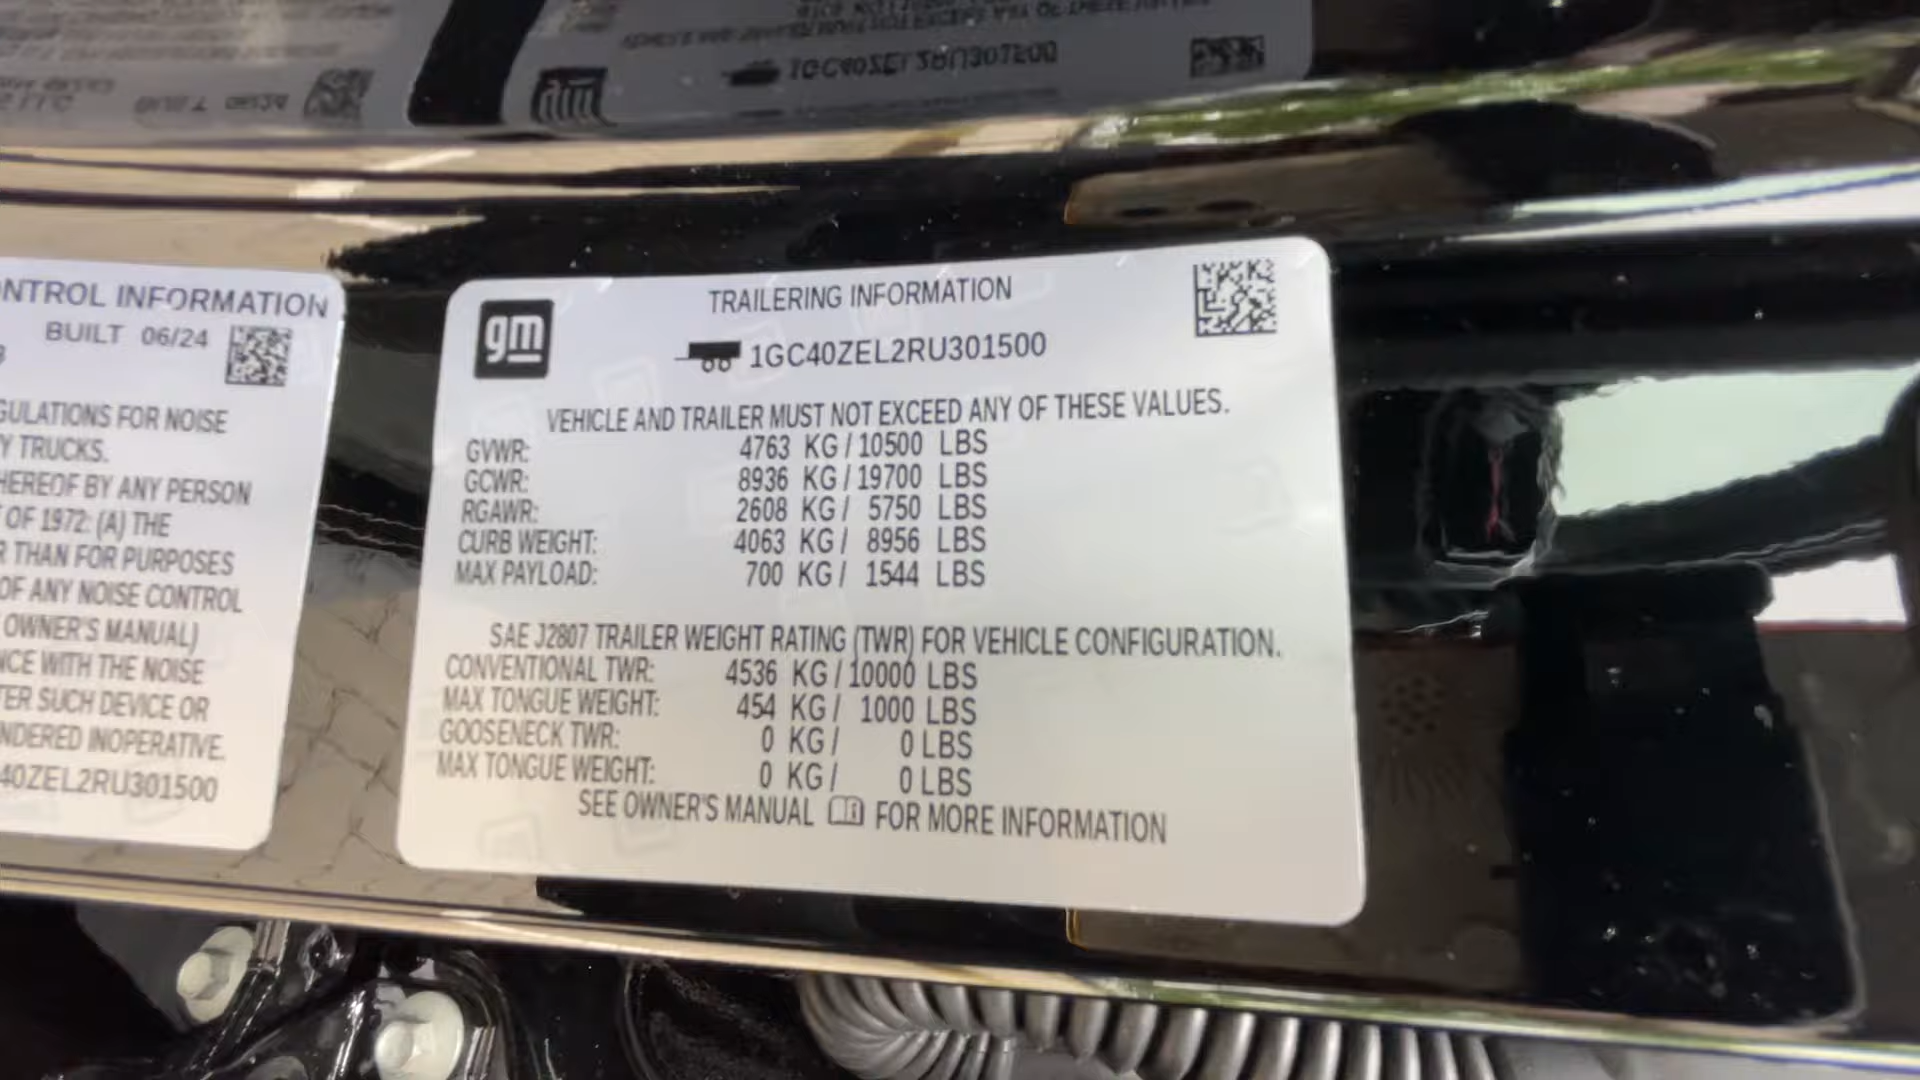 NTROL INFORMATION
BUILT 06/24
GULATIONS FOR NOISE
Y TRUCKS.
HEREOF BY ANY PERSON
OF 1972: (A) THE
R THAN FOR PURPOSES
OF ANY NOISE CONTROL
OWNER'S MANUAL)
NCE WITH THE NOISE
TER SUCH DEVICE OR
NDERED INOPERATIVE.
40ZEL2RU301500
gm
TRAILERING INFORMATION
1GC40ZEL2RU301500
VEHICLE AND TRAILER MUST NOT EXCEED ANY OF THESE VALUES.
GVWR: 4763 KG / 10500 LBS
GCWR: 8936 KG / 19700 LBS
RGAWR: 2608 KG / 5750 LBS
CURB WEIGHT: 4063 KG / 8956 LBS
MAX PAYLOAD: 700 KG / 1544 LBS
SAE J2807 TRAILER WEIGHT RATING (TWR) FOR VEHICLE CONFIGURATION.
CONVENTIONAL TWR: 4536 KG / 10000 LBS
MAX TONGUE WEIGHT: 454 KG / 1000 LBS
GOOSENECK TWR: 0 KG / 0 LBS
MAX TONGUE WEIGHT: 0 KG / 0 LBS
SEE OWNER'S MANUAL FOR MORE INFORMATION